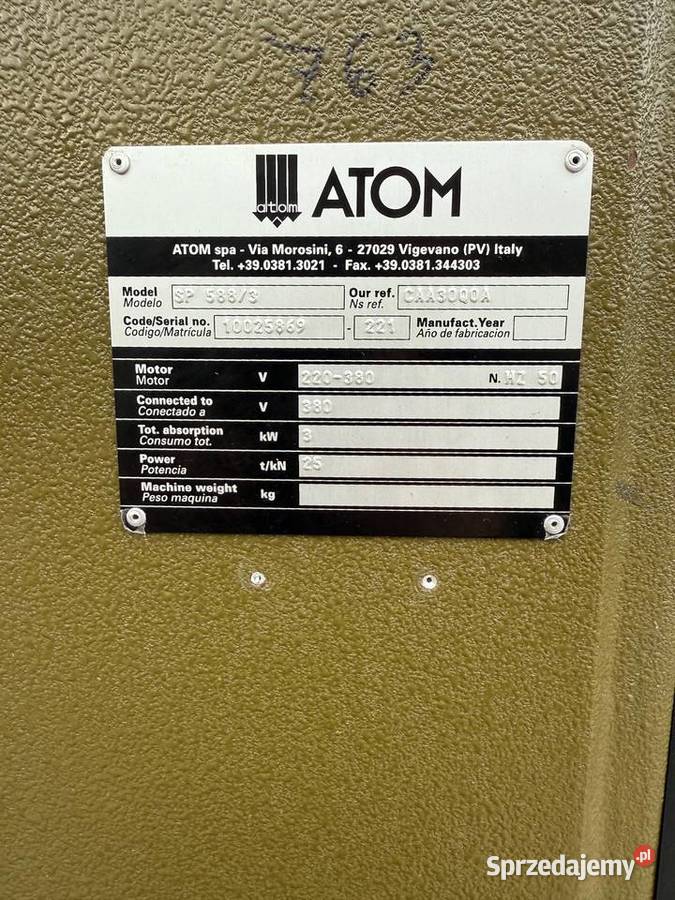 763
atom ATOM
ATOM spa - Via Morosini, 6 - 27029 Vigevano (PV) Italy
Tel. +39.0381.3021 - Fax. +39.0381.344303
Model SP 588/3 Our ref. CAA30Q0A
Modelo Ns ref.
Code/Serial no. 10025869 - 221 Manufact.Year
Codigo/Matrícula Año de fabricacion
Motor V 220-380 N. HZ 50
Motor
Connected to V 380
Conectado a
Tot. absorption kW 3
Consumo tot.
Power t/kN 25
Potencia
Machine weight kg
Peso maquina
Sprzedajemy.pl